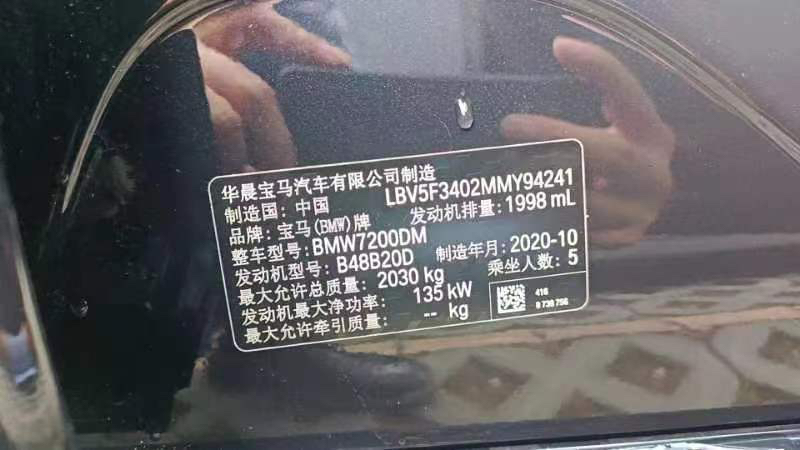 华晨宝马汽车有限公司制造
制造国：中国 LBV5F3402MMY94241
品牌：宝马(BMW)牌 发动机排量：1998 mL
整车型号：BMW7200DM
发动机型号：B48B20D 制造年月：2020-10
最大允许总质量：2030 kg 乘坐人数：5
发动机最大净功率：135 kW
最大允许牵引质量：-- kg
416
9 738 756